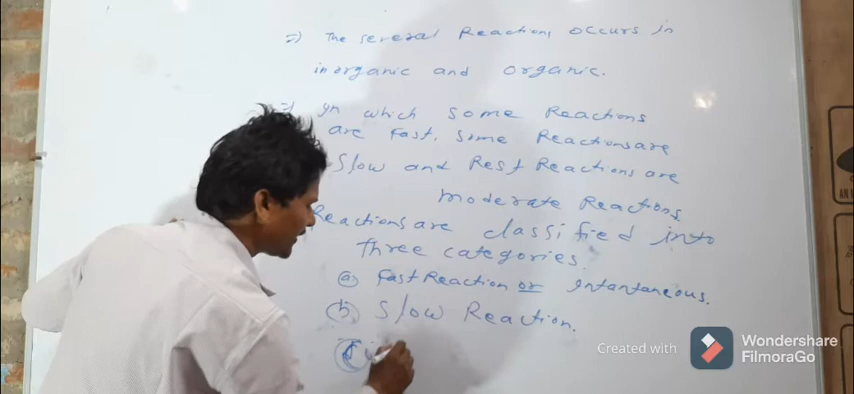 =) The several Reactions occurs in
inorganic and organic.
=) In which some Reactions
are fast, some Reactions are
Slow and Rest Reactions are
moderate Reactions
Reactions are classified into
three categories.
(a) Fast Reaction or Intantaneous.
(b) Slow Reaction.
Created with Wondershare FilmoraGo